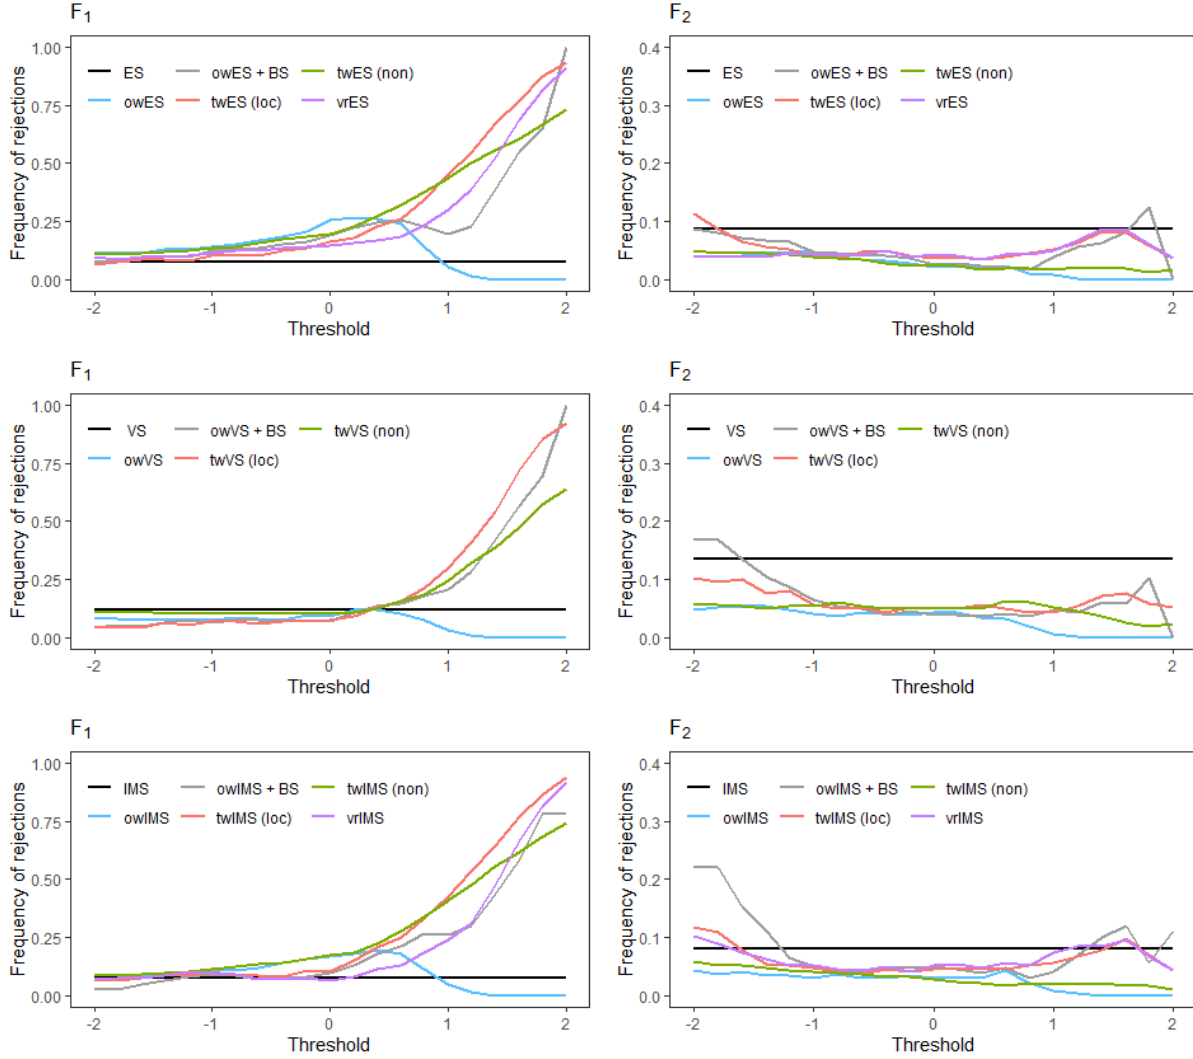 F1
F2
Frequency of rejections
1.00
0.75
0.50
0.25
0.00
ES
owES + BS
twES (non)
owES
twES (loc)
vrES
-2
-1
0
1
2
Threshold
Frequency of rejections
0.4
0.3
0.2
0.1
0.0
ES
owES + BS
twES (non)
owES
twES (loc)
vrES
-2
-1
0
1
2
Threshold
F1
F2
Frequency of rejections
1.00
0.75
0.50
0.25
0.00
VS
owVS + BS
twVS (non)
owVS
twVS (loc)
-2
-1
0
1
2
Threshold
Frequency of rejections
0.4
0.3
0.2
0.1
0.0
VS
owVS + BS
twVS (non)
owVS
twVS (loc)
-2
-1
0
1
2
Threshold
F1
F2
Frequency of rejections
1.00
0.75
0.50
0.25
0.00
IMS
owIMS + BS
twIMS (non)
owIMS
twIMS (loc)
vrIMS
-2
-1
0
1
2
Threshold
Frequency of rejections
0.4
0.3
0.2
0.1
0.0
IMS
owIMS + BS
twIMS (non)
owIMS
twIMS (loc)
vrIMS
-2
-1
0
1
2
Threshold